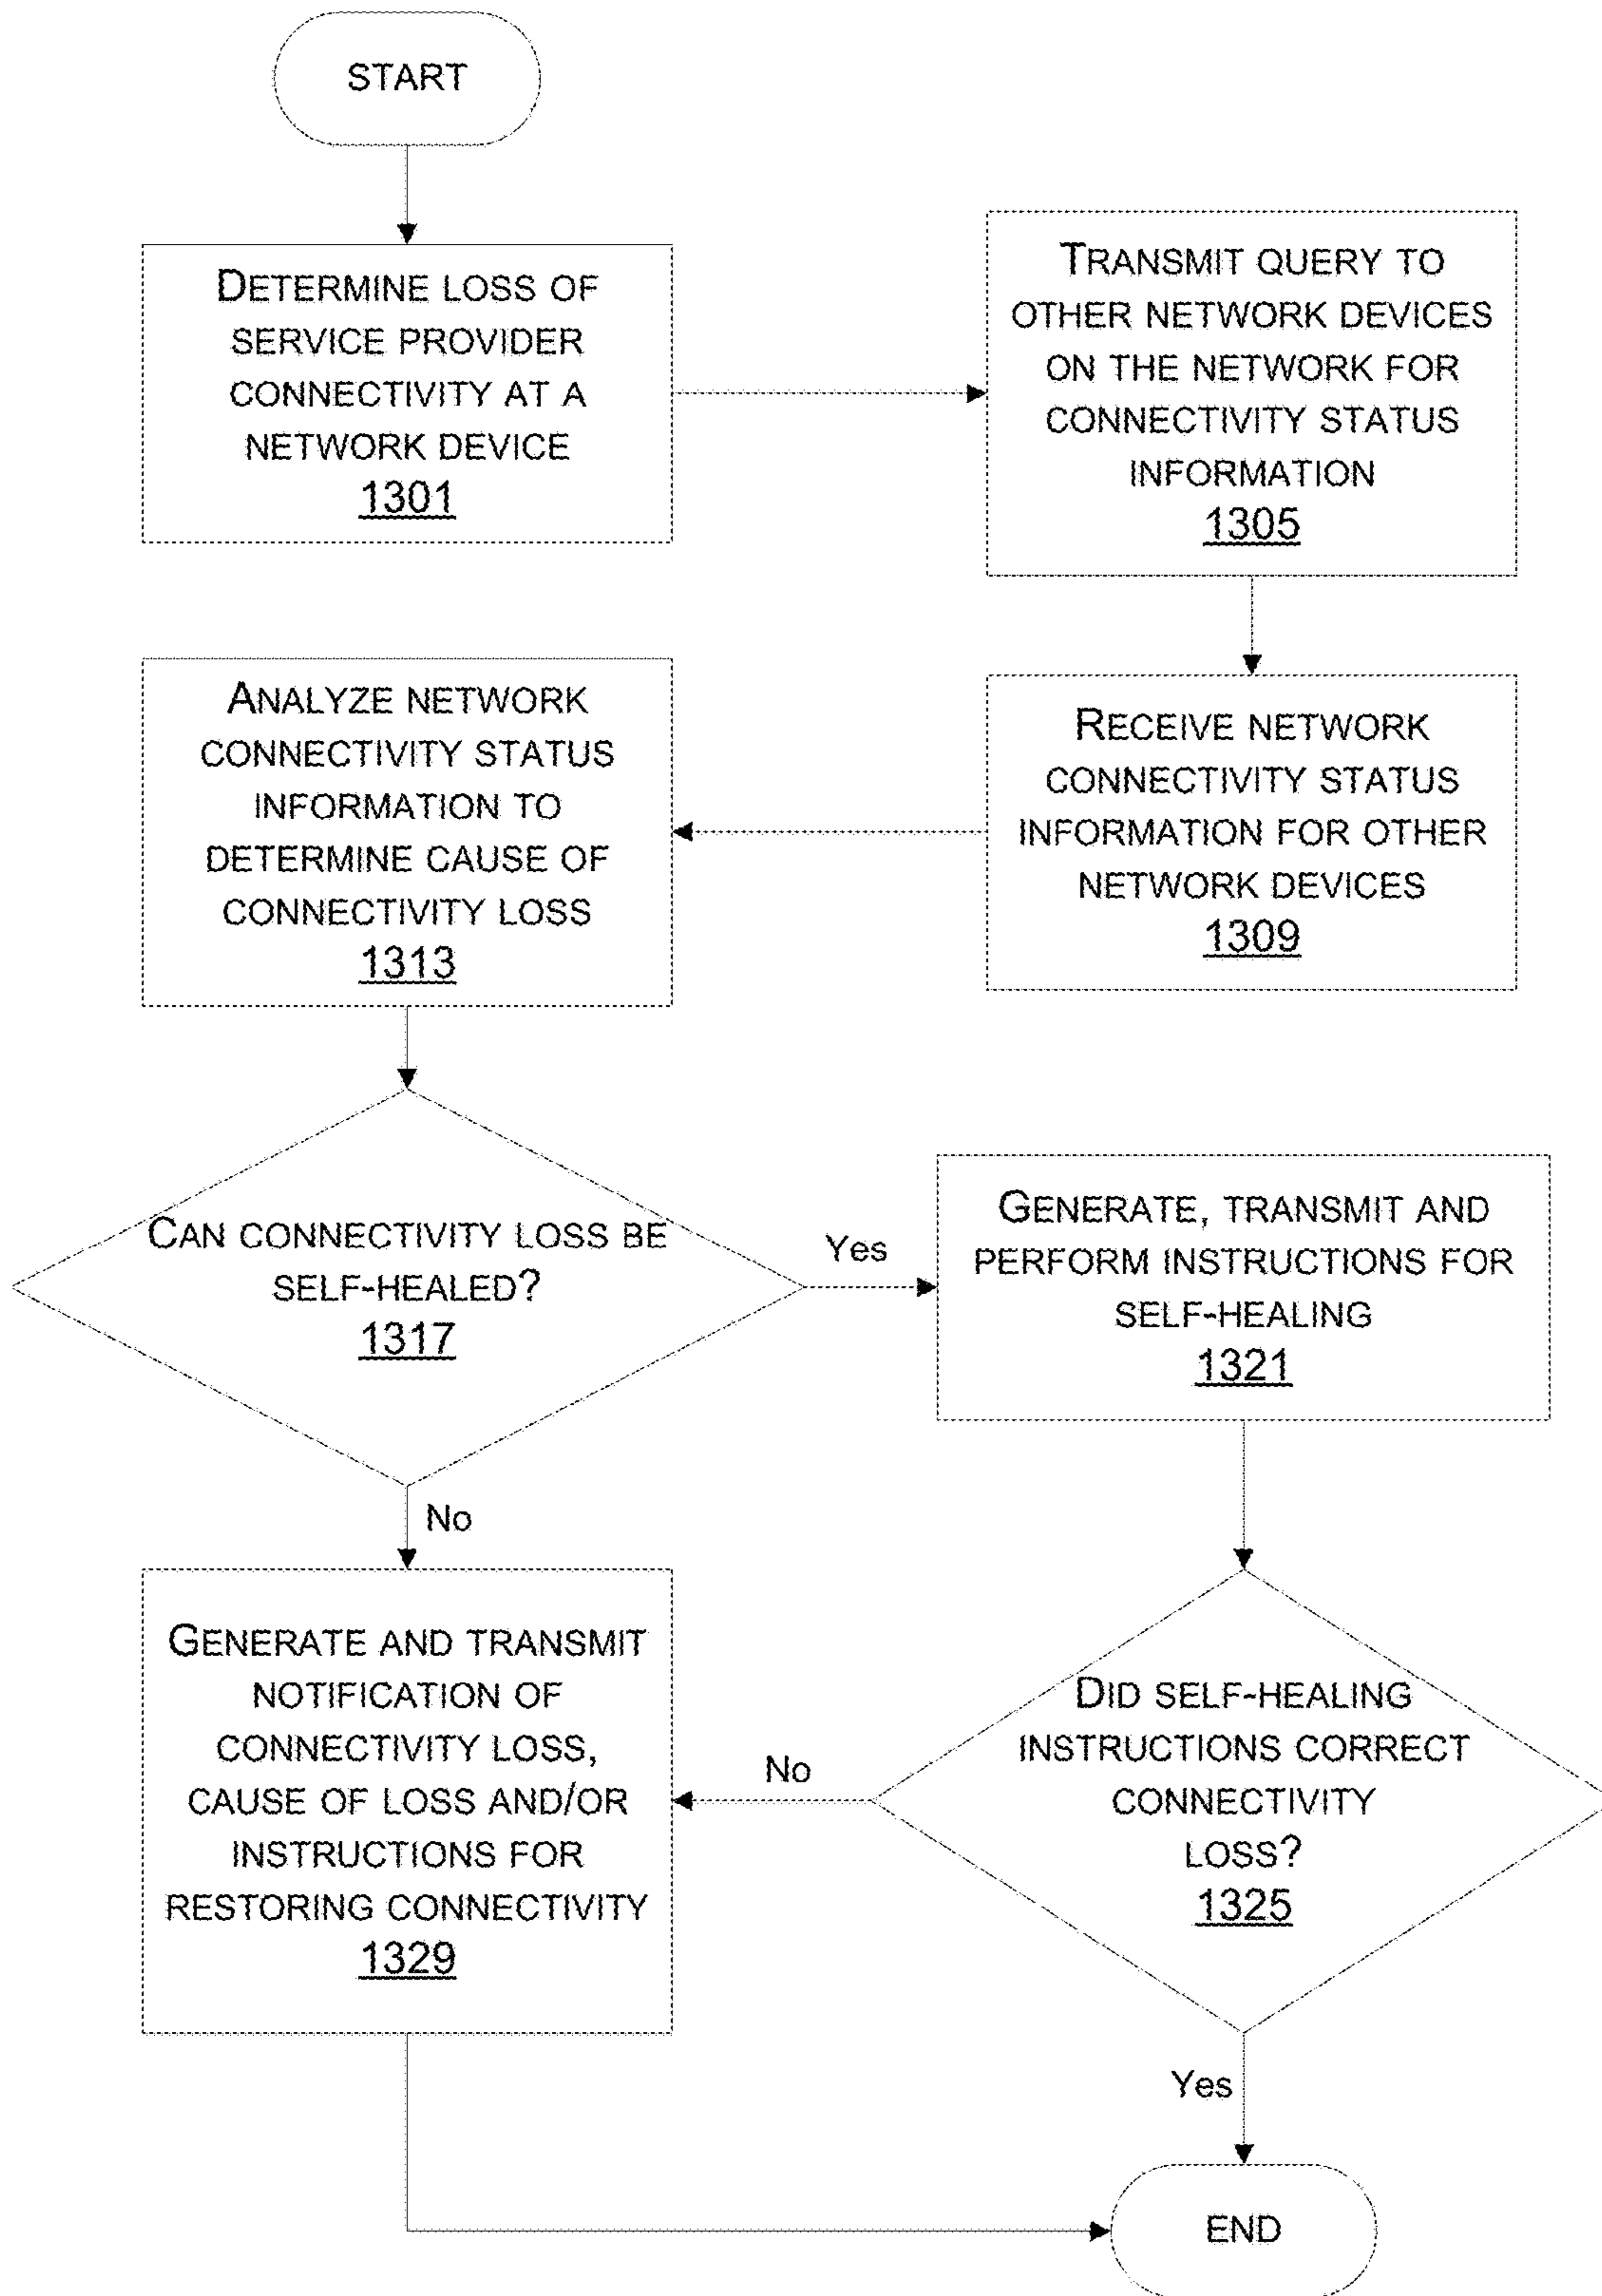 START
DETERMINE LOSS OF
SERVICE PROVIDER
CONNECTIVITY AT A
NETWORK DEVICE
1301
TRANSMIT QUERY TO
OTHER NETWORK DEVICES
ON THE NETWORK FOR
CONNECTIVITY STATUS
INFORMATION
1305
RECEIVE NETWORK
CONNECTIVITY STATUS
INFORMATION FOR OTHER
NETWORK DEVICES
1309
ANALYZE NETWORK
CONNECTIVITY STATUS
INFORMATION TO
DETERMINE CAUSE OF
CONNECTIVITY LOSS
1313
CAN CONNECTIVITY LOSS BE
SELF-HEALED?
1317
Yes
GENERATE, TRANSMIT AND
PERFORM INSTRUCTIONS FOR
SELF-HEALING
1321
No
GENERATE AND TRANSMIT
NOTIFICATION OF
CONNECTIVITY LOSS,
CAUSE OF LOSS AND/OR
INSTRUCTIONS FOR
RESTORING CONNECTIVITY
1329
No
DID SELF-HEALING
INSTRUCTIONS CORRECT
CONNECTIVITY
LOSS?
1325
Yes
END